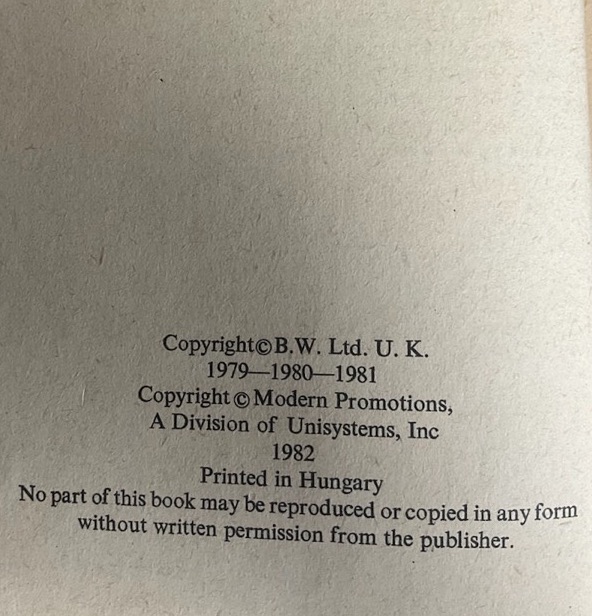 Copyright©B.W. Ltd. U. K.
1979—1980—1981
Copyright © Modern Promotions,
A Division of Unisystems, Inc
1982
Printed in Hungary
No part of this book may be reproduced or copied in any form
without written permission from the publisher.